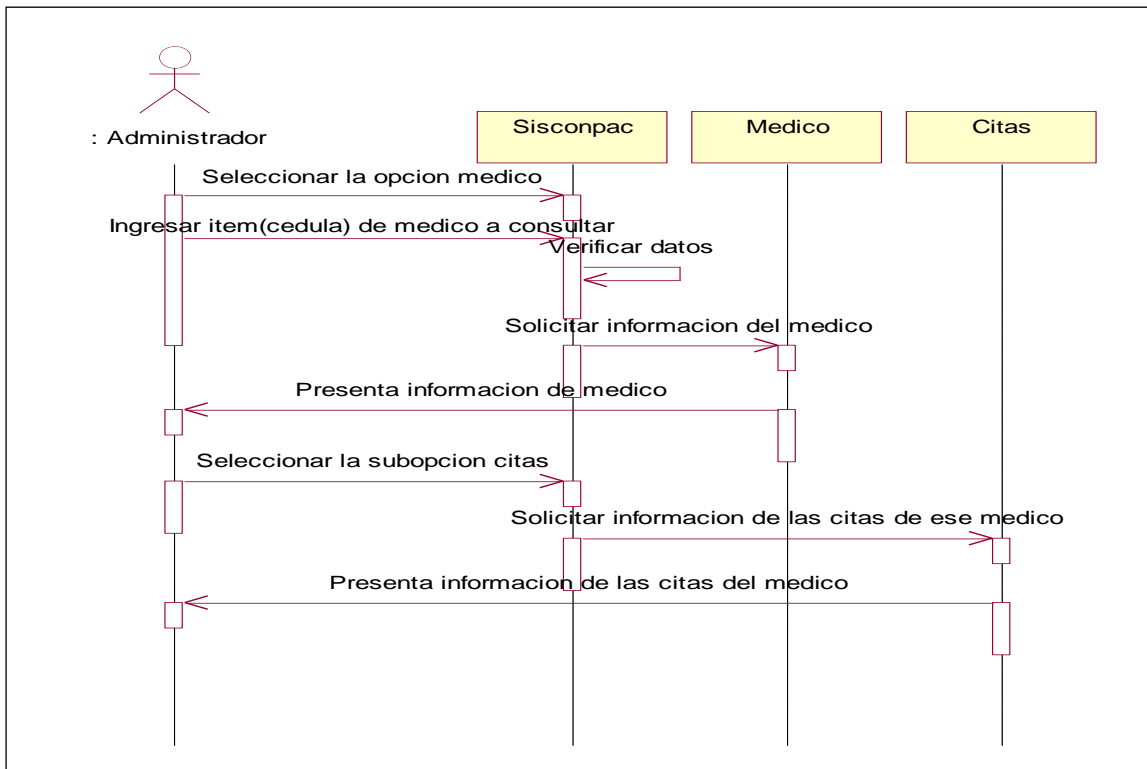 : Administrador
Sisconpac
Medico
Citas
Seleccionar la opcion medico
Ingresar item(cedula) de medico a consultar
Verificar datos
Solicitar informacion del medico
Presenta informacion de medico
Seleccionar la subopcion citas
Solicitar informacion de las citas de ese medico
Presenta informacion de las citas del medico